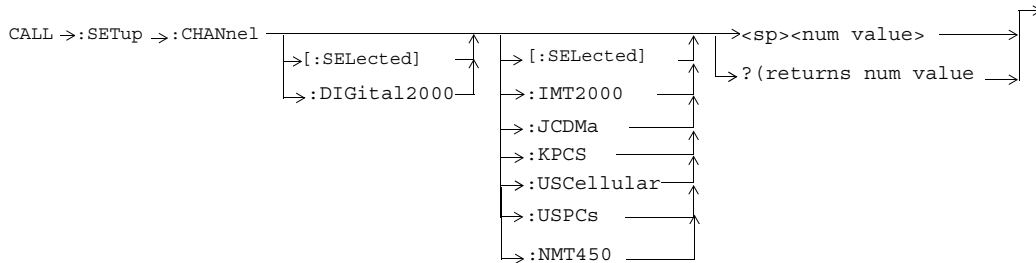 CALL :SETup :CHANnel <sp><num value>
[:SELected] [:SELected] ?(returns num value
:DIGital2000 :IMT2000
:JCDMa
:KPCS
:USCellular
:USPCs
:NMT450